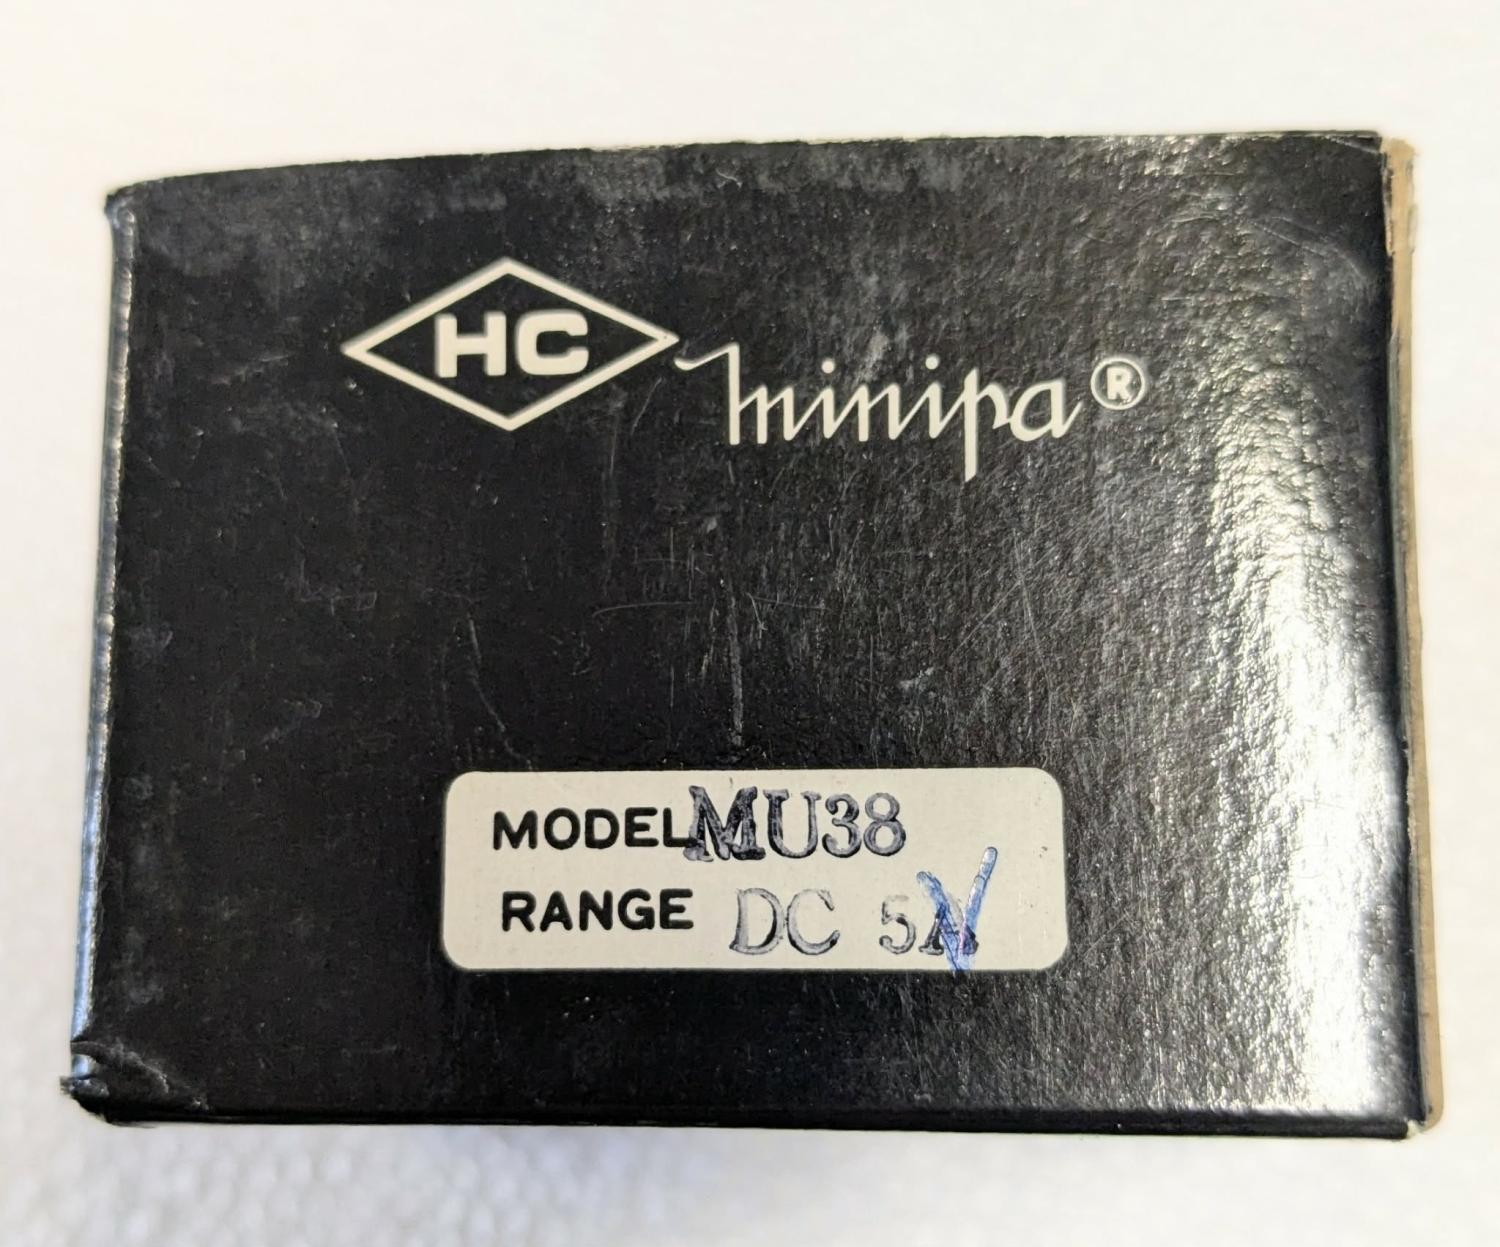 HC minipa®
MODEL MU38
RANGE DC 5V